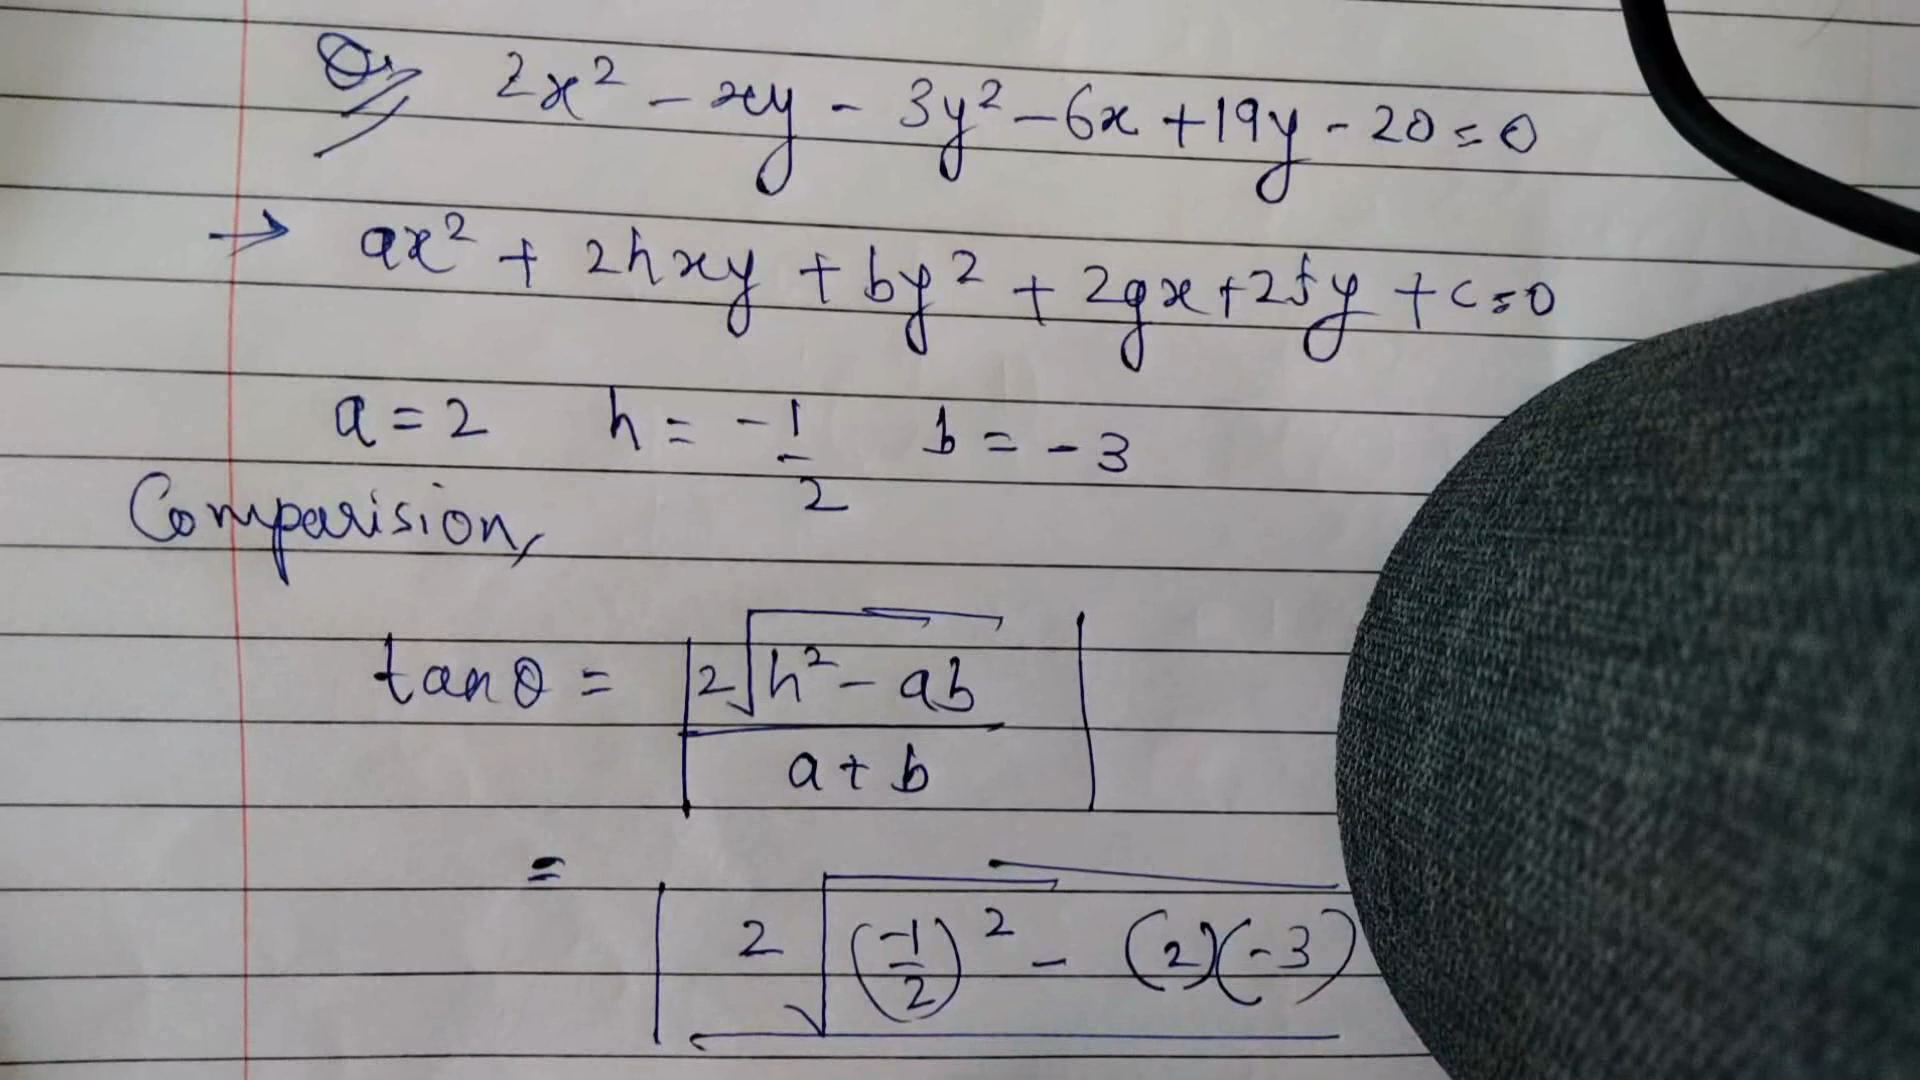 Q. 2x² - xy - 3y² - 6x + 19y - 20 = 0
→ ax² + 2hxy + by² + 2gx + 2fy + c = 0
a = 2 h = -1/2 b = -3
Comparision,
tanθ = |2√(h² - ab) / (a + b)|
= | 2√((-1/2)² - (2)(-3)